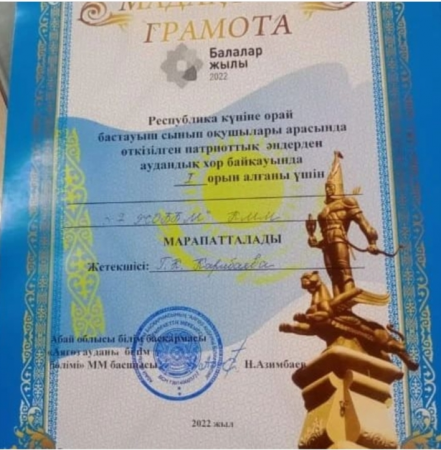 ГРАМОТА
Балалар
жылы
2022
Республика күніне орай
бастауыш сынып оқушылары арасында
өткізілген патриоттық әндерден
аудандық хор байқауында
I орын алғаны үшін
МАРАПАТТАЛАДЫ
Жетекшісі:
Абай облысы білім басқармасы
ауданы
бөлімі» ММ басшысы Н.Азимбаев
2022 жыл